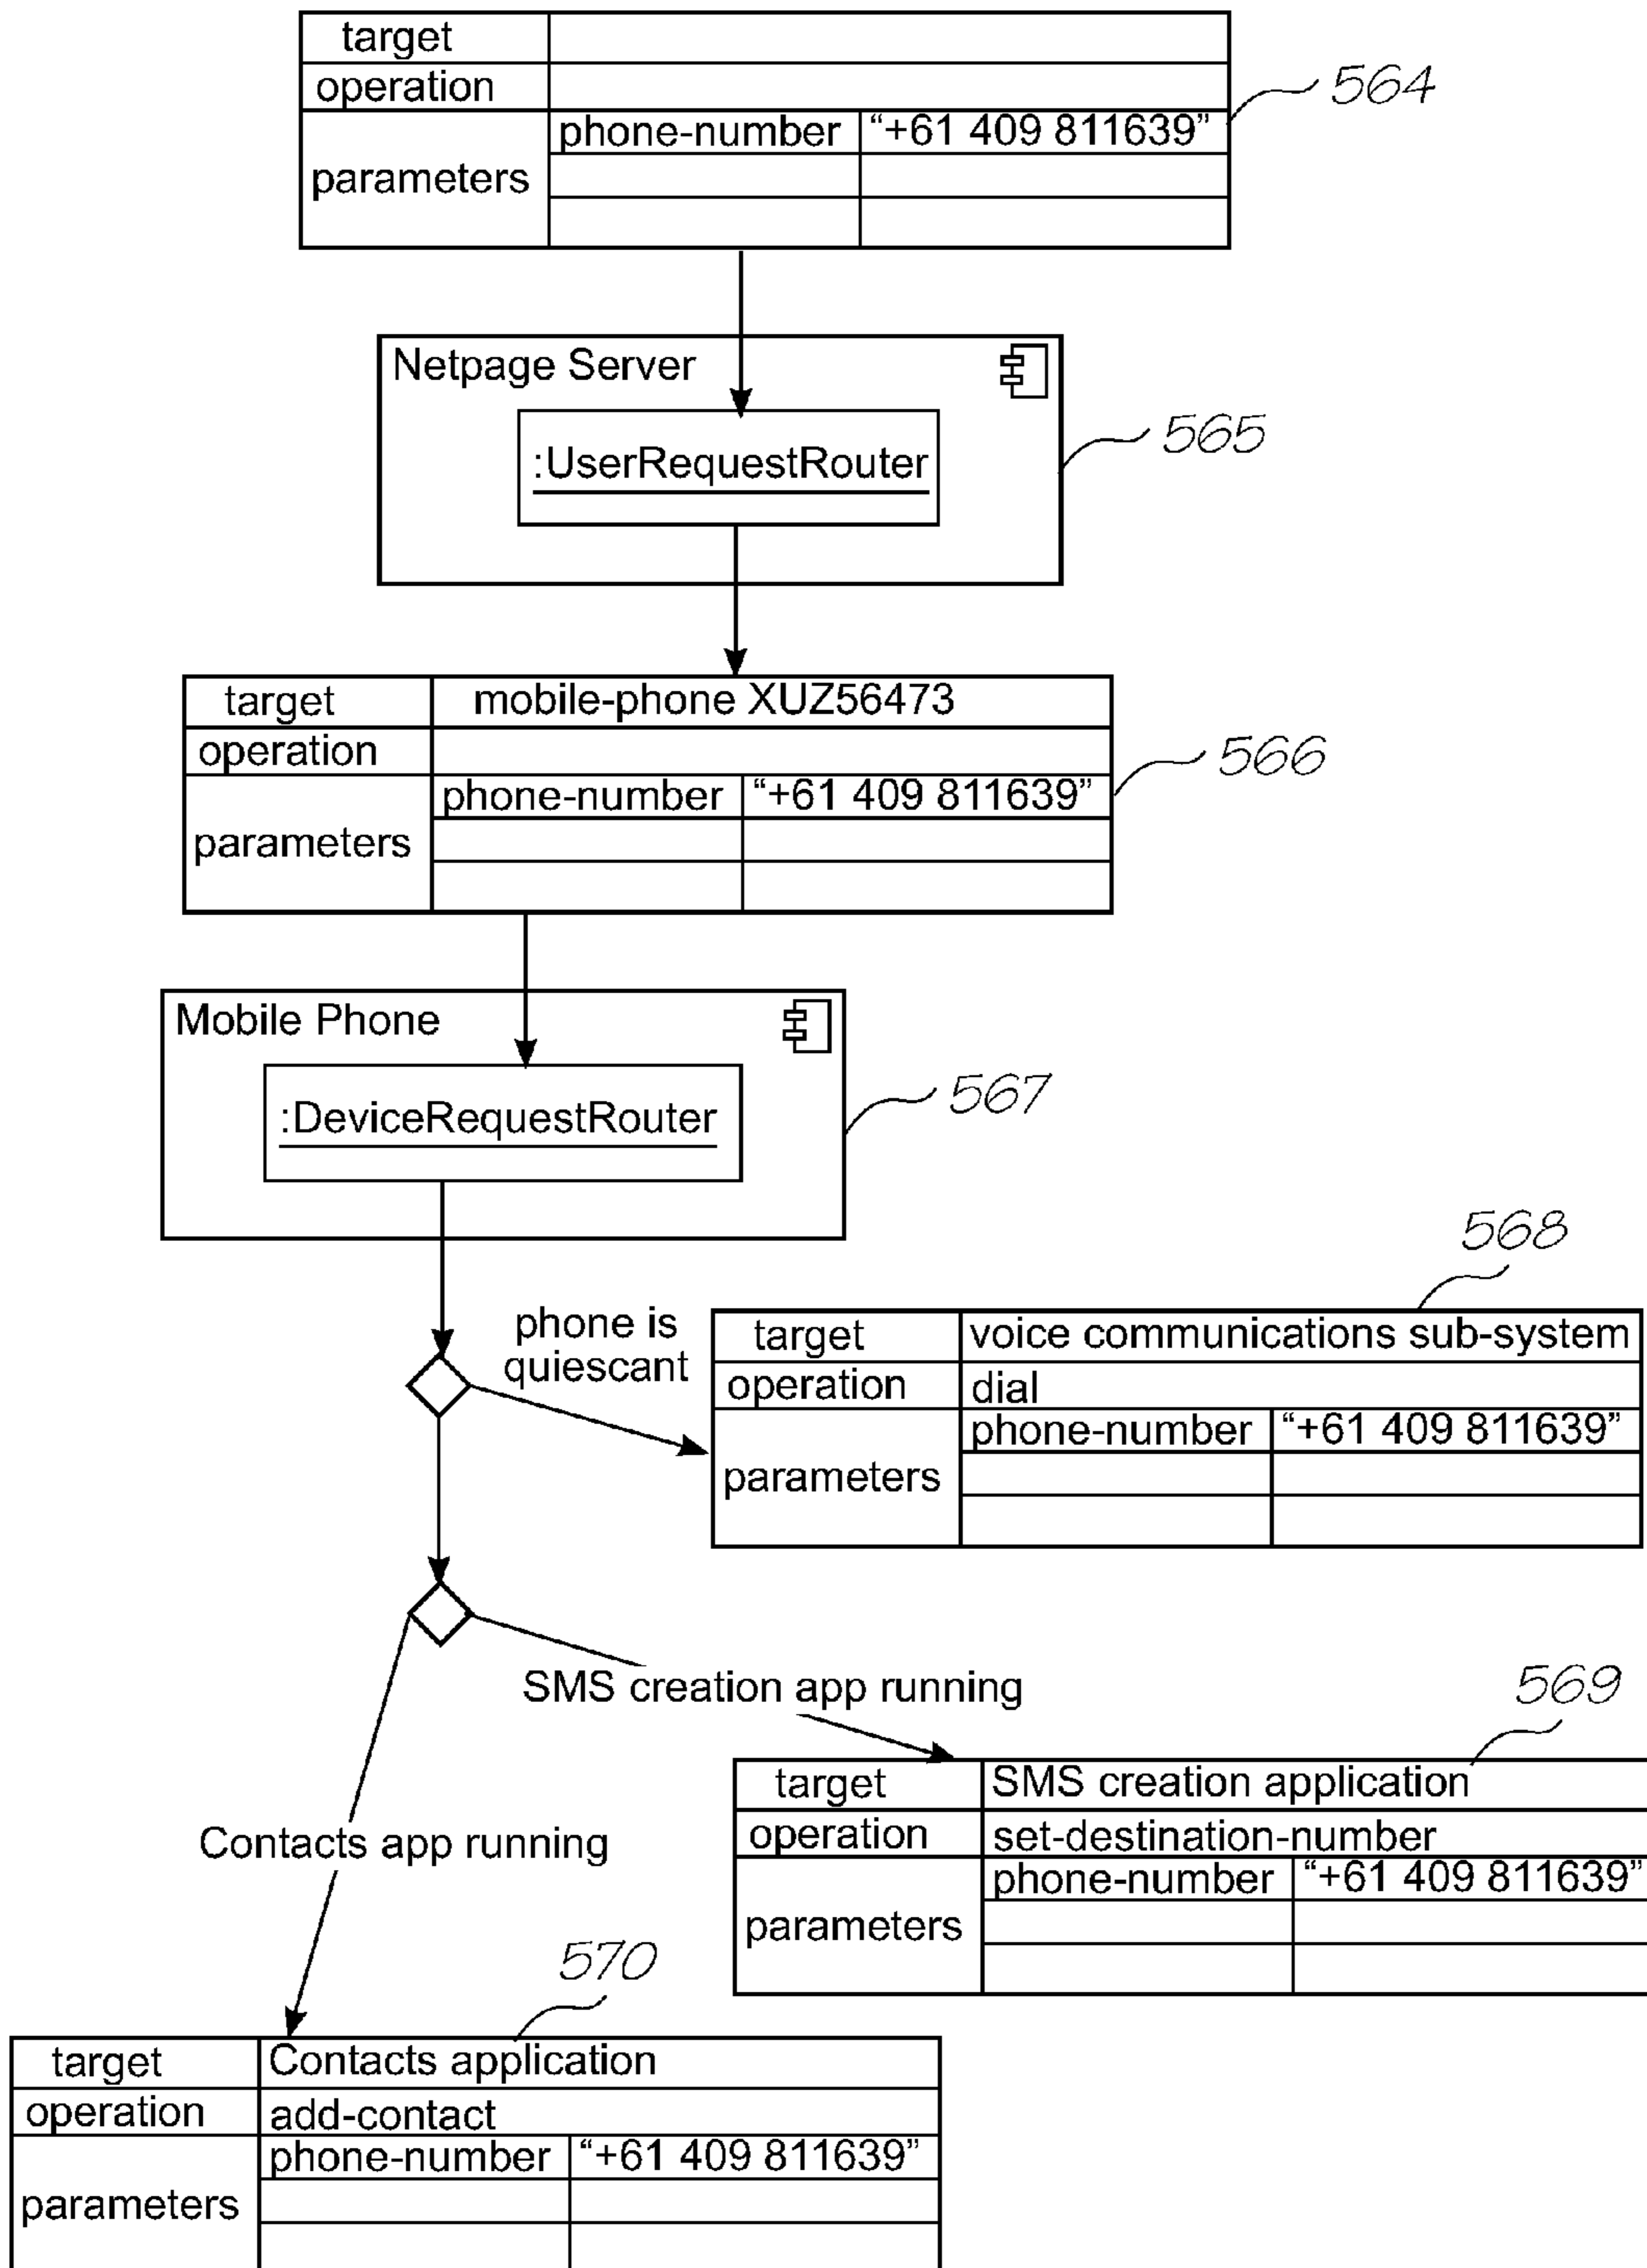 target
operation
parameters
phone-number "+61 409 811639"
564
Netpage Server
:UserRequestRouter
565
target mobile-phone XUZ56473
operation
parameters
phone-number “+61 409 811639”
566
Mobile Phone
:DeviceRequestRouter
567
phone is
quiescant
568
target voice communications sub-system
operation dial
parameters
phone-number “+61 409 811639”
SMS creation app running
569
target SMS creation application
operation set-destination-number
parameters
phone-number “+61 409 811639”
Contacts app running
570
target Contacts application
operation add-contact
parameters
phone-number “+61 409 811639”